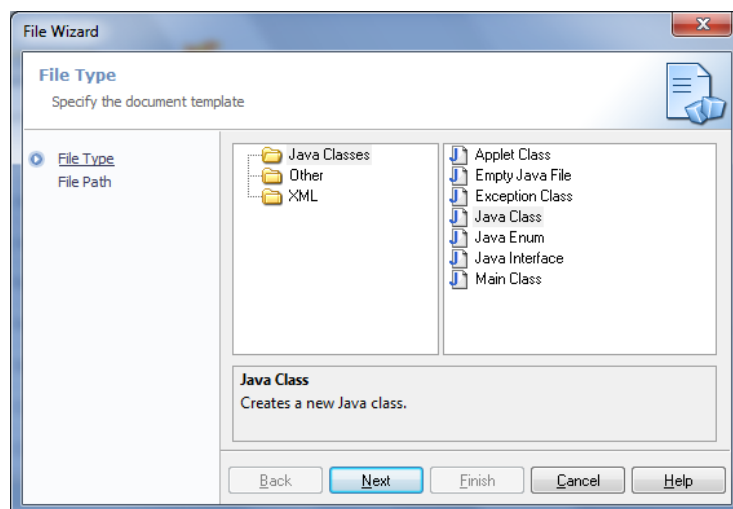 File Wizard
File Type
Specify the document template
File Type
File Path
Java Classes
Other
XML
Applet Class
Empty Java File
Exception Class
Java Class
Java Enum
Java Interface
Main Class
Java Class
Creates a new Java class.
Back Next Finish Cancel Help